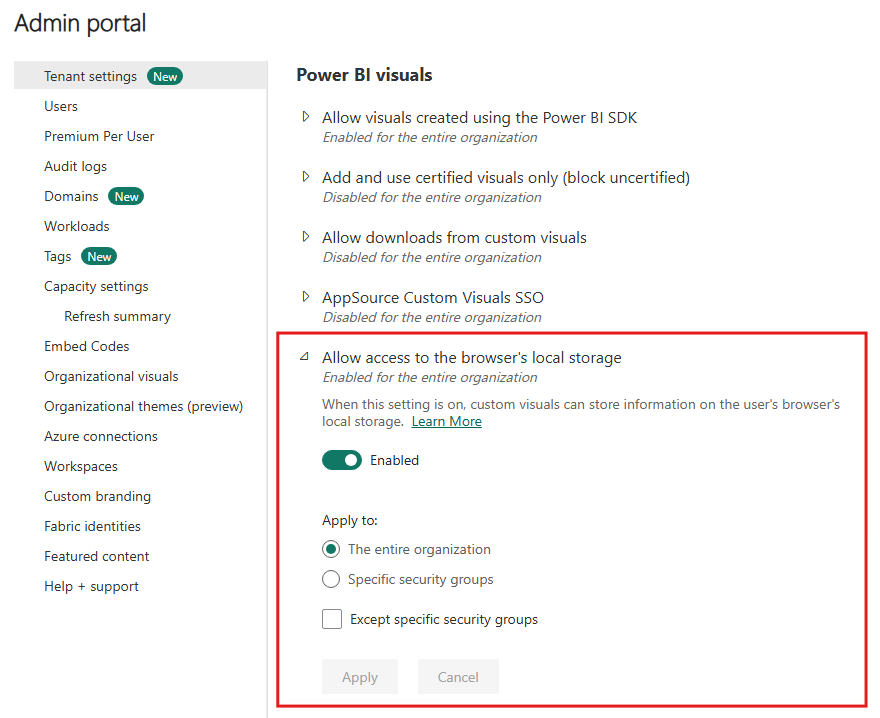 Admin portal
Tenant settings New
Users
Premium Per User
Audit logs
Domains New
Workloads
Tags New
Capacity settings
Refresh summary
Embed Codes
Organizational visuals
Organizational themes (preview)
Azure connections
Workspaces
Custom branding
Fabric identities
Featured content
Help + support
Power BI visuals
Allow visuals created using the Power BI SDK
Enabled for the entire organization
Add and use certified visuals only (block uncertified)
Disabled for the entire organization
Allow downloads from custom visuals
Disabled for the entire organization
AppSource Custom Visuals SSO
Disabled for the entire organization
Allow access to the browser's local storage
Enabled for the entire organization
When this setting is on, custom visuals can store information on the user's browser's
local storage. Learn More
Enabled
Apply to:
The entire organization
Specific security groups
Except specific security groups
Apply Cancel